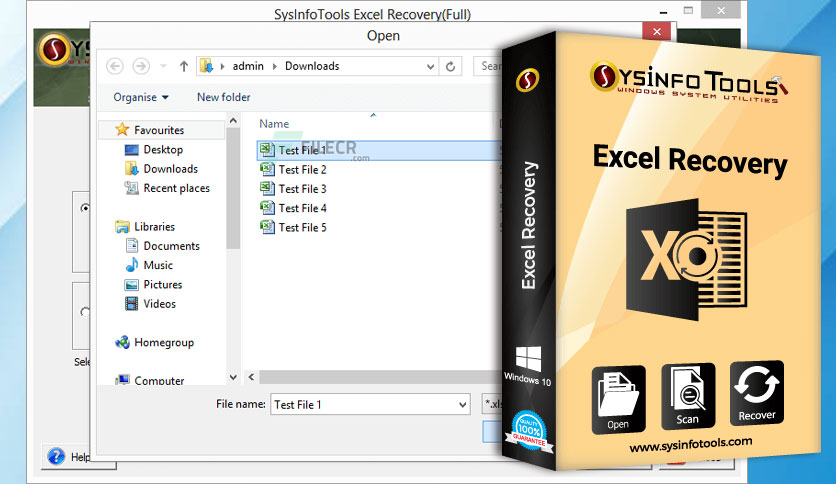 SysInfoTools Excel Recovery(Full)
Open
admin
Downloads
Sear
Organise
New folder
Favourites
Desktop
Downloads
Recent places
Libraries
Documents
Music
Pictures
Videos
Homegroup
Computer
Name
Test File 1
Test File 2
Test File 3
Test File 4
Test File 5
FILECR
.com
File name:
Test File 1
*.xls
Sele
Help
SYSINFO TOOLS
WINDOWS SYSTEM UTILITIES
Excel Recovery
Excel Recovery
Windows 10
QUALITY
100%
GUARANTEE
Open
Scan
Recover
www.sysinfotools.com